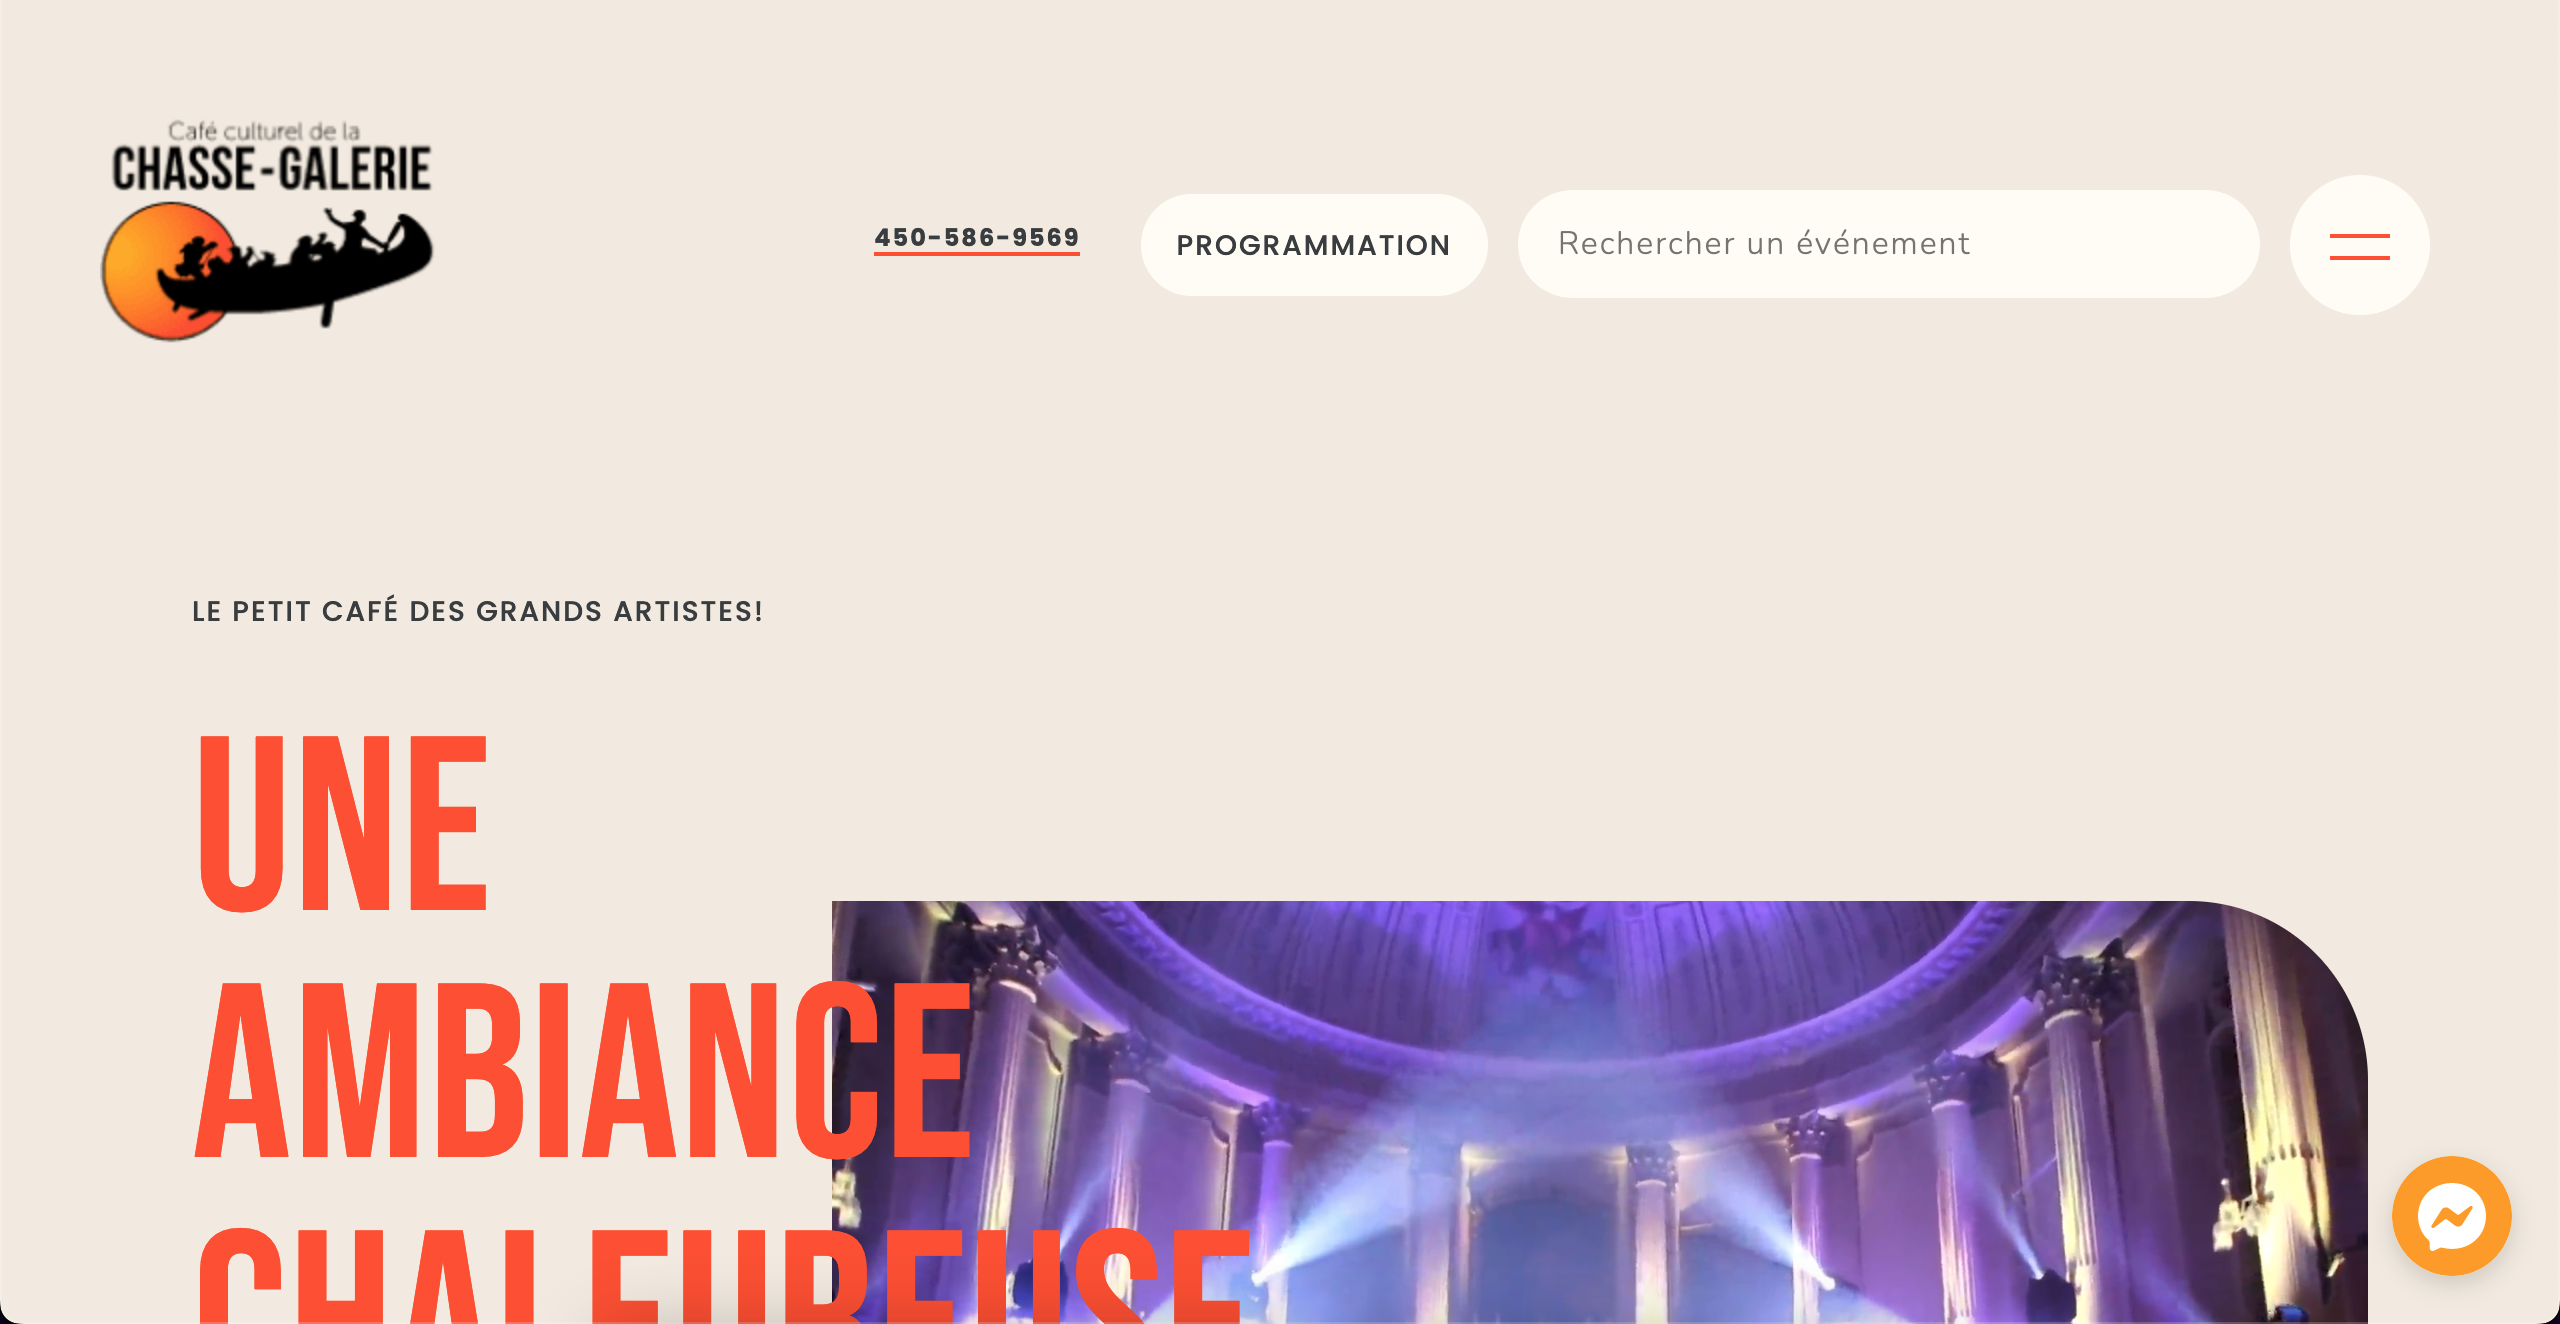 Café culturel de la
CHASSE-GALERIE
450-586-9569
PROGRAMMATION
Rechercher un événement
LE PETIT CAFÉ DES GRANDS ARTISTES!
UNE
AMBIANCE
CHALEUREUSE